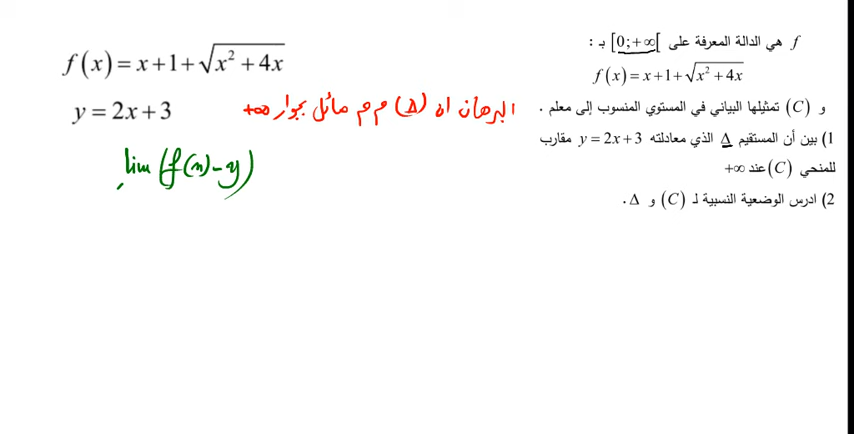 f هي الدالة المعرفة على [0;+∞[ بـ :
f(x) = x+1+√(x²+4x)
و (C) تمثيلها البياني في المستوي المنسوب إلى معلم .
1) بين أن المستقيم Δ الذي معادلته y = 2x+3 مقارب
للمنحي (C) عند +∞
2) ادرس الوضعية النسبية لـ (C) و Δ .
f(x) = x+1+√(x²+4x)
y = 2x+3
البرهان ان (Δ) م م مائل بجوار +∞
lim (f(x)-y)